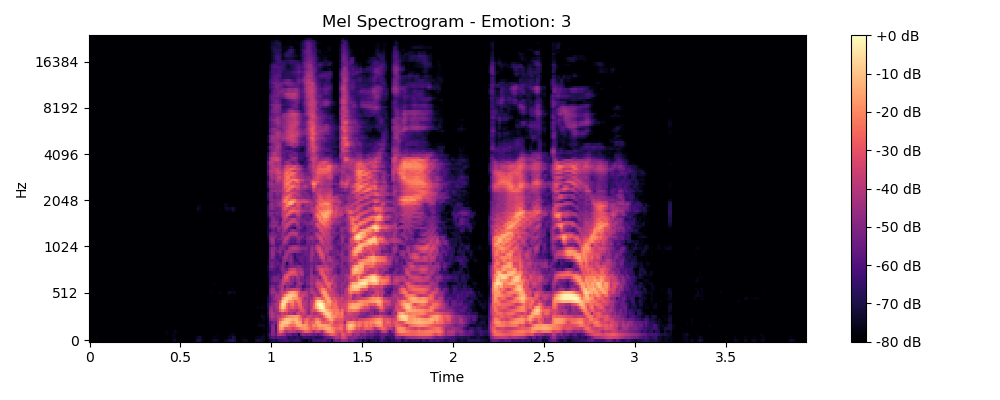 Mel Spectrogram - Emotion: 3
Hz
16384
8192
4096
2048
1024
512
0
0 0.5 1 1.5 2 2.5 3 3.5
Time
+0 dB
-10 dB
-20 dB
-30 dB
-40 dB
-50 dB
-60 dB
-70 dB
-80 dB